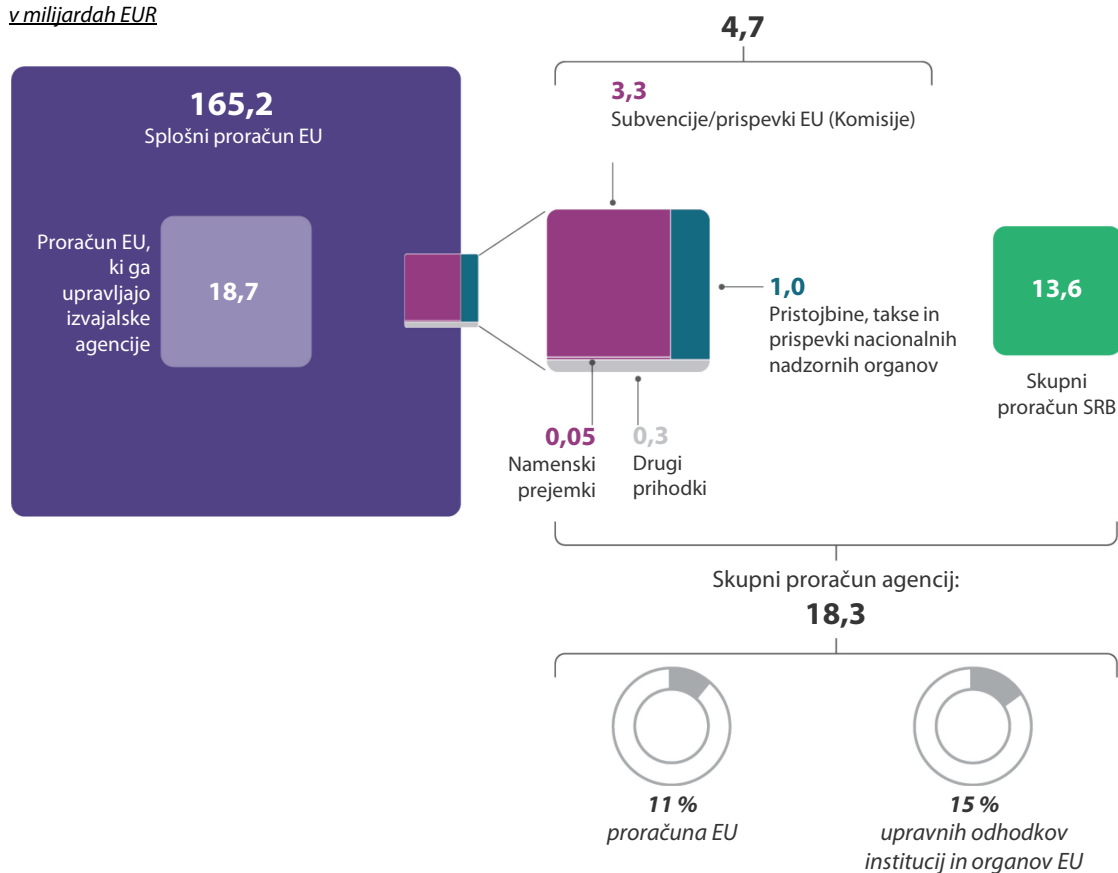 v milijardah EUR
4,7
165,2
Splošni proračun EU
3,3
Subvencije/prispevki EU (Komisije)
Proračun EU,
ki ga
upravljajo
izvajalske
agencije
18,7
1,0
Pristojbine, takse in
prispevki nacionalnih
nadzornih organov
13,6
Skupni
proračun SRB
0,05
Namenski
prejemki
0,3
Drugi
prihodki
Skupni proračun agencij:
18,3
11 %
proračuna EU
15 %
upravnih odhodkov
institucij in organov EU